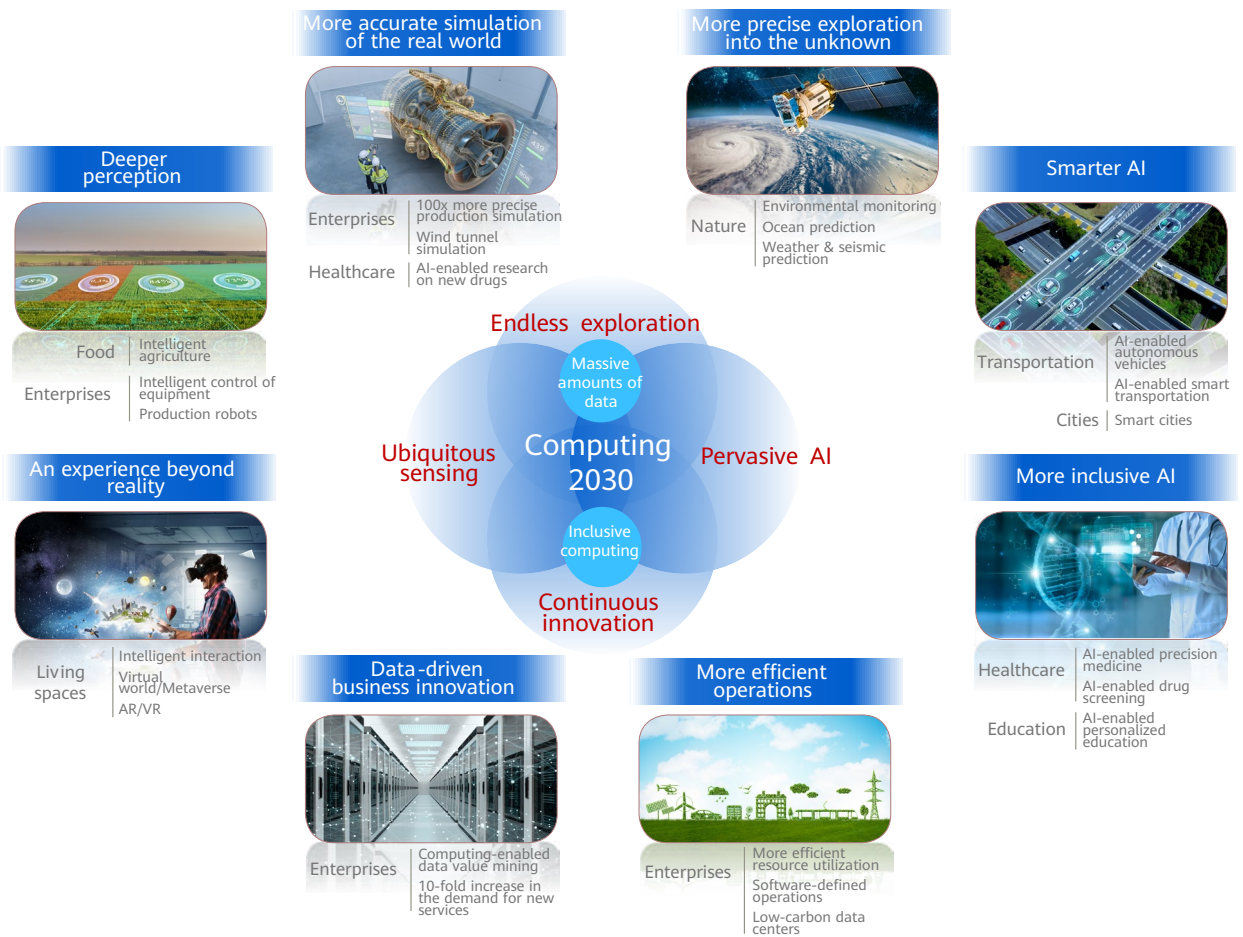 More accurate simulation
of the real world
More precise exploration
into the unknown
Deeper
perception
Smarter AI
Enterprises
100x more precise
production simulation
Wind tunnel
simulation
Healthcare
AI-enabled research
on new drugs
Nature
Environmental monitoring
Ocean prediction
Weather & seismic
prediction
Food
Intelligent
agriculture
Enterprises
Intelligent control of
equipment
Production robots
Transportation
AI-enabled
autonomous
vehicles
AI-enabled smart
transportation
Cities
Smart cities
Endless exploration
Massive
amounts of
data
Ubiquitous
sensing
Computing
2030
Pervasive AI
Inclusive
computing
Continuous
innovation
An experience beyond
reality
More inclusive AI
Living
spaces
Intelligent interaction
Virtual
world/Metaverse
AR/VR
Healthcare
AI-enabled precision
medicine
AI-enabled drug
screening
Education
AI-enabled
personalized
education
Data-driven
business innovation
More efficient
operations
Enterprises
Computing-enabled
data value mining
10-fold increase in
the demand for new
services
Enterprises
More efficient
resource utilization
Software-defined
operations
Low-carbon data
centers